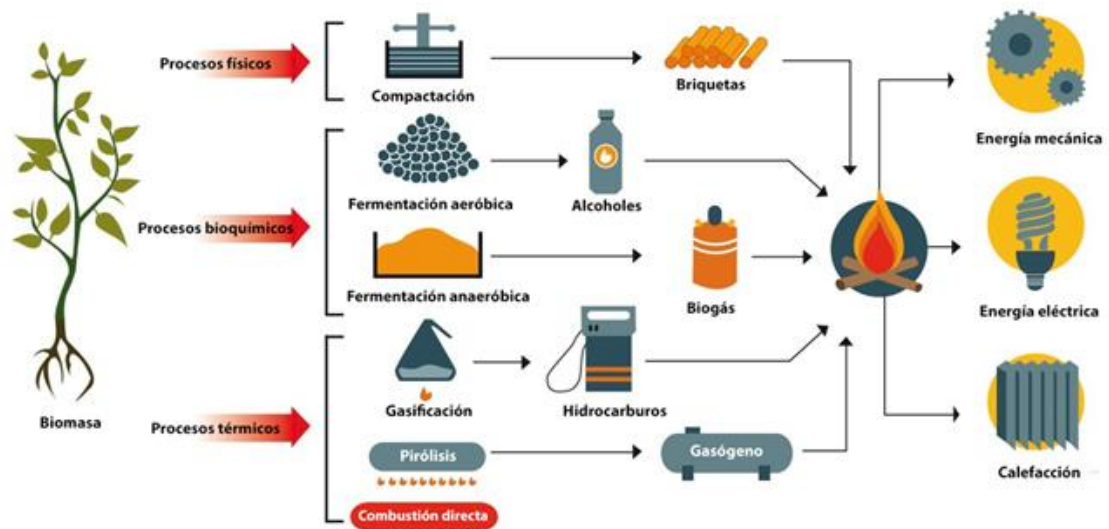 Procesos físicos
Compactación
Briquetas
Energía mecánica
Procesos bioquímicos
Fermentación aeróbica
Alcoholes
Fermentación anaeróbica
Biogás
Energía eléctrica
Biomasa
Procesos térmicos
Gasificación
Hidrocarburos
Pirólisis
Gasógeno
Calefacción
Combustión directa